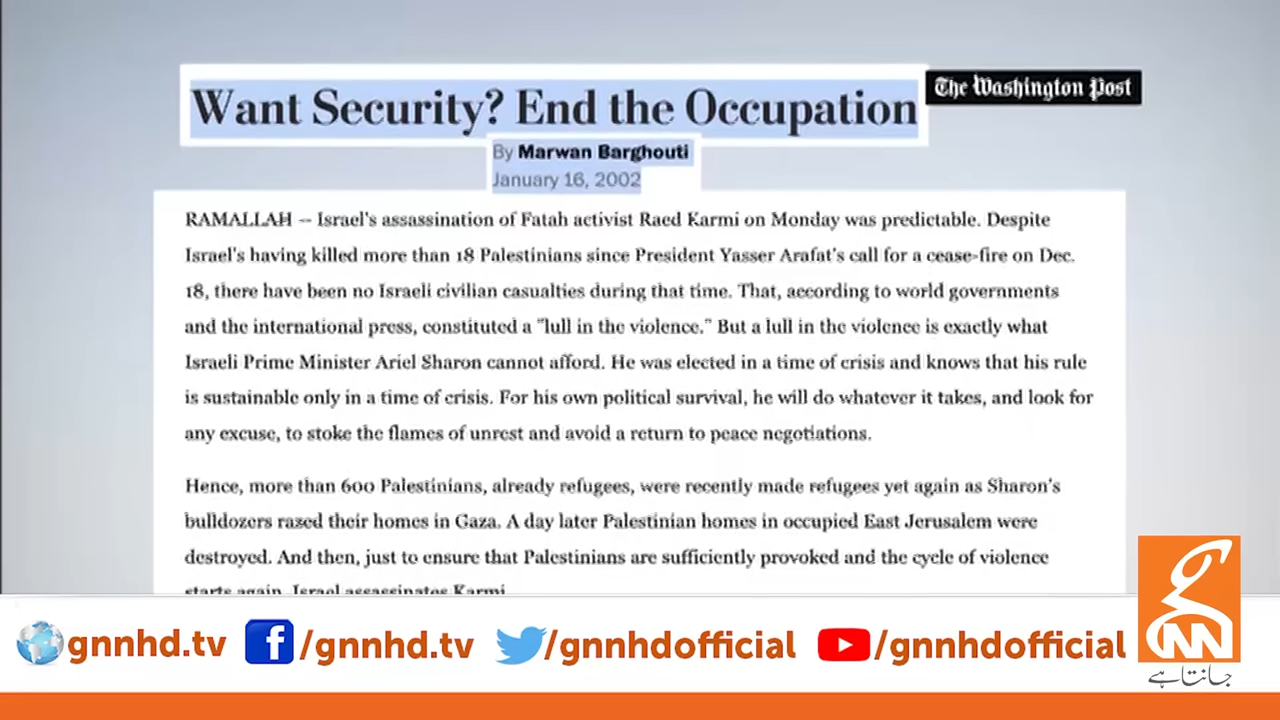 Want Security? End the Occupation
The Washington Post
By Marwan Barghouti
January 16, 2002
RAMALLAH -- Israel's assassination of Fatah activist Raed Karmi on Monday was predictable. Despite
Israel's having killed more than 18 Palestinians since President Yasser Arafat's call for a cease-fire on Dec.
18, there have been no Israeli civilian casualties during that time. That, according to world governments
and the international press, constituted a "lull in the violence." But a lull in the violence is exactly what
Israeli Prime Minister Ariel Sharon cannot afford. He was elected in a time of crisis and knows that his rule
is sustainable only in a time of crisis. For his own political survival, he will do whatever it takes, and look for
any excuse, to stoke the flames of unrest and avoid a return to peace negotiations.
Hence, more than 600 Palestinians, already refugees, were recently made refugees yet again as Sharon's
bulldozers razed their homes in Gaza. A day later Palestinian homes in occupied East Jerusalem were
destroyed. And then, just to ensure that Palestinians are sufficiently provoked and the cycle of violence
starts again, Israel assassinates Karmi.
gnnhd.tv /gnnhd.tv /gnnhdofficial /gnnhdofficial
GNN
جانتا ہے